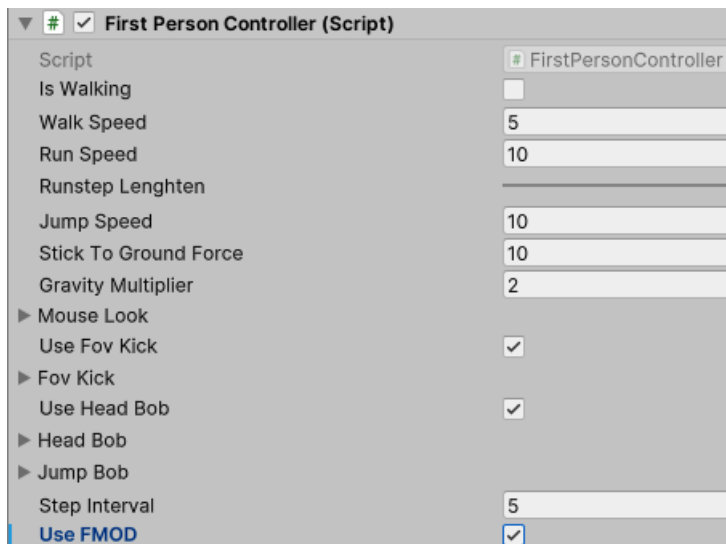 First Person Controller (Script)
Script # FirstPersonController
Is Walking
Walk Speed 5
Run Speed 10
Runstep Lenghten
Jump Speed 10
Stick To Ground Force 10
Gravity Multiplier 2
Mouse Look
Use Fov Kick
Fov Kick
Use Head Bob
Head Bob
Jump Bob
Step Interval 5
Use FMOD